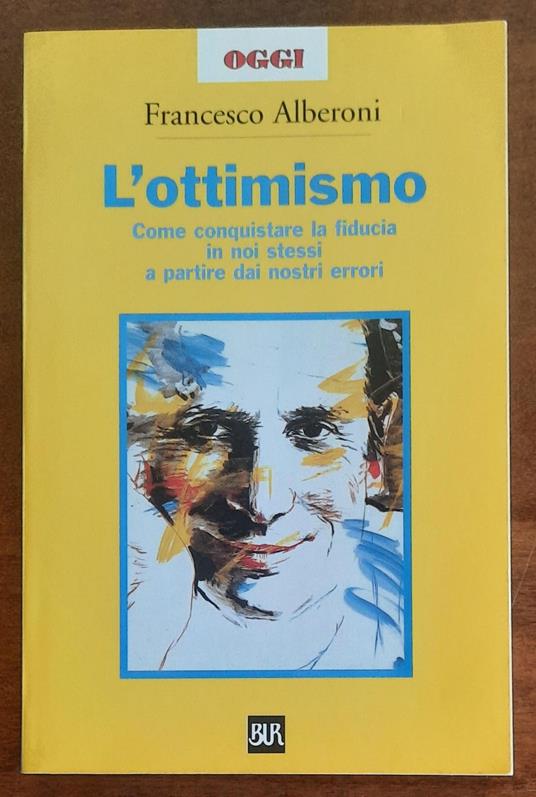 OGGI
Francesco Alberoni
L'ottimismo
Come conquistare la fiducia
in noi stessi
a partire dai nostri errori
BUR